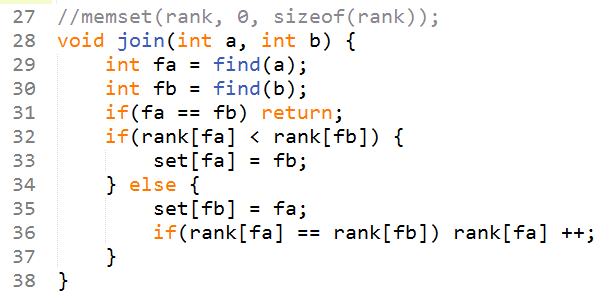 27 //memset(rank, 0, sizeof(rank));
28 void join(int a, int b) {
29     int fa = find(a);
30     int fb = find(b);
31     if(fa == fb) return;
32     if(rank[fa] < rank[fb]) {
33         set[fa] = fb;
34     } else {
35         set[fb] = fa;
36         if(rank[fa] == rank[fb]) rank[fa] ++;
37     }
38 }